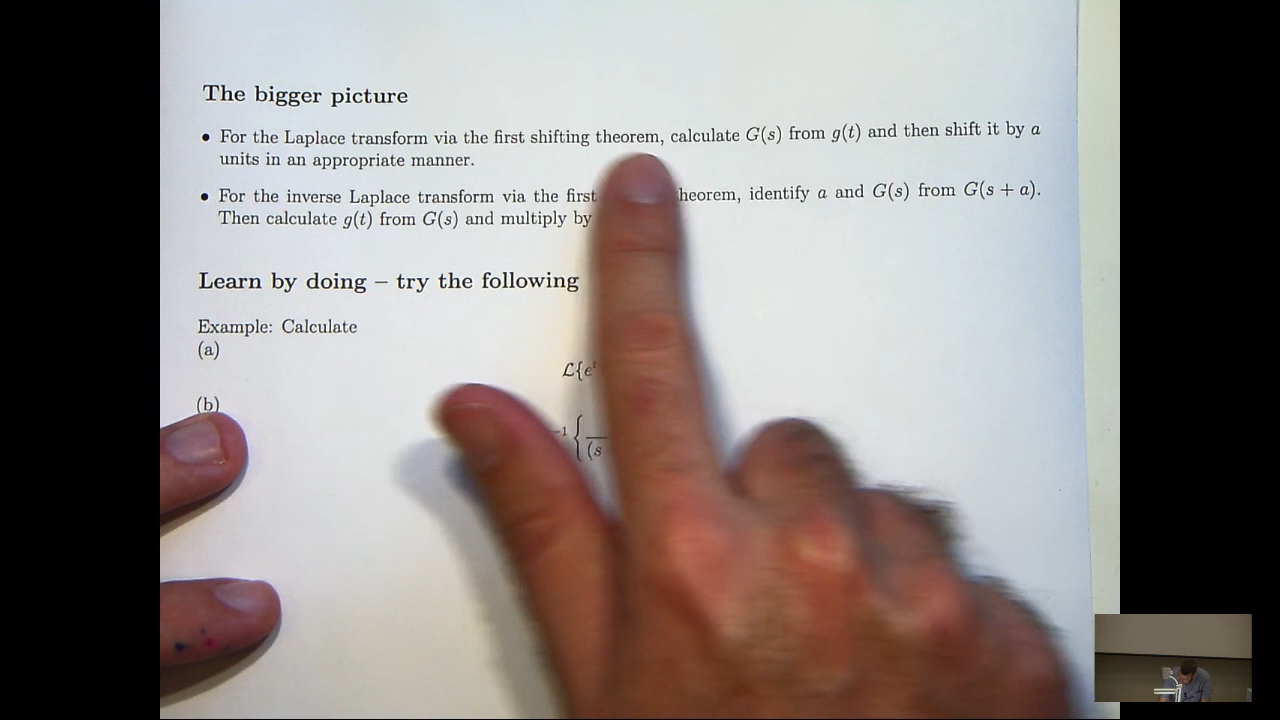 The bigger picture
• For the Laplace transform via the first shifting theorem, calculate G(s) from g(t) and then shift it by a
units in an appropriate manner.
• For the inverse Laplace transform via the first heorem, identify a and G(s) from G(s + a).
Then calculate g(t) from G(s) and multiply by
Learn by doing – try the following
Example: Calculate
(a)
ℒ{e^t
(b)
−1 { (s